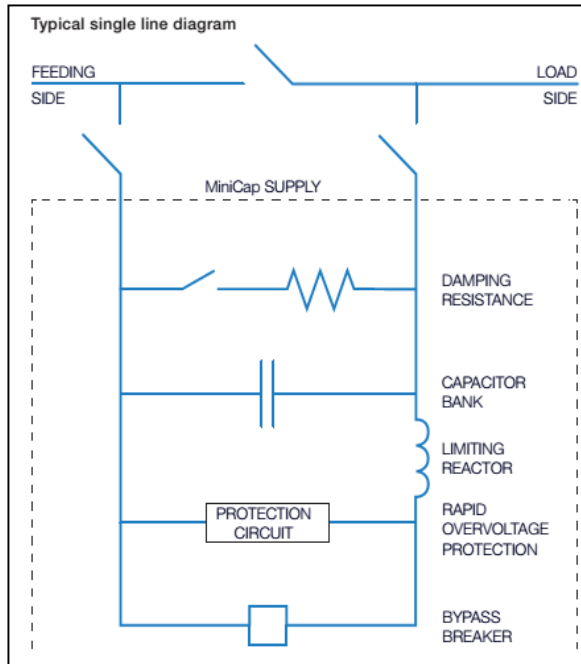 Typical single line diagram
FEEDING
SIDE
LOAD
SIDE
MiniCap SUPPLY
DAMPING
RESISTANCE
CAPACITOR
BANK
LIMITING
REACTOR
PROTECTION
CIRCUIT
RAPID
OVERVOLTAGE
PROTECTION
BYPASS
BREAKER